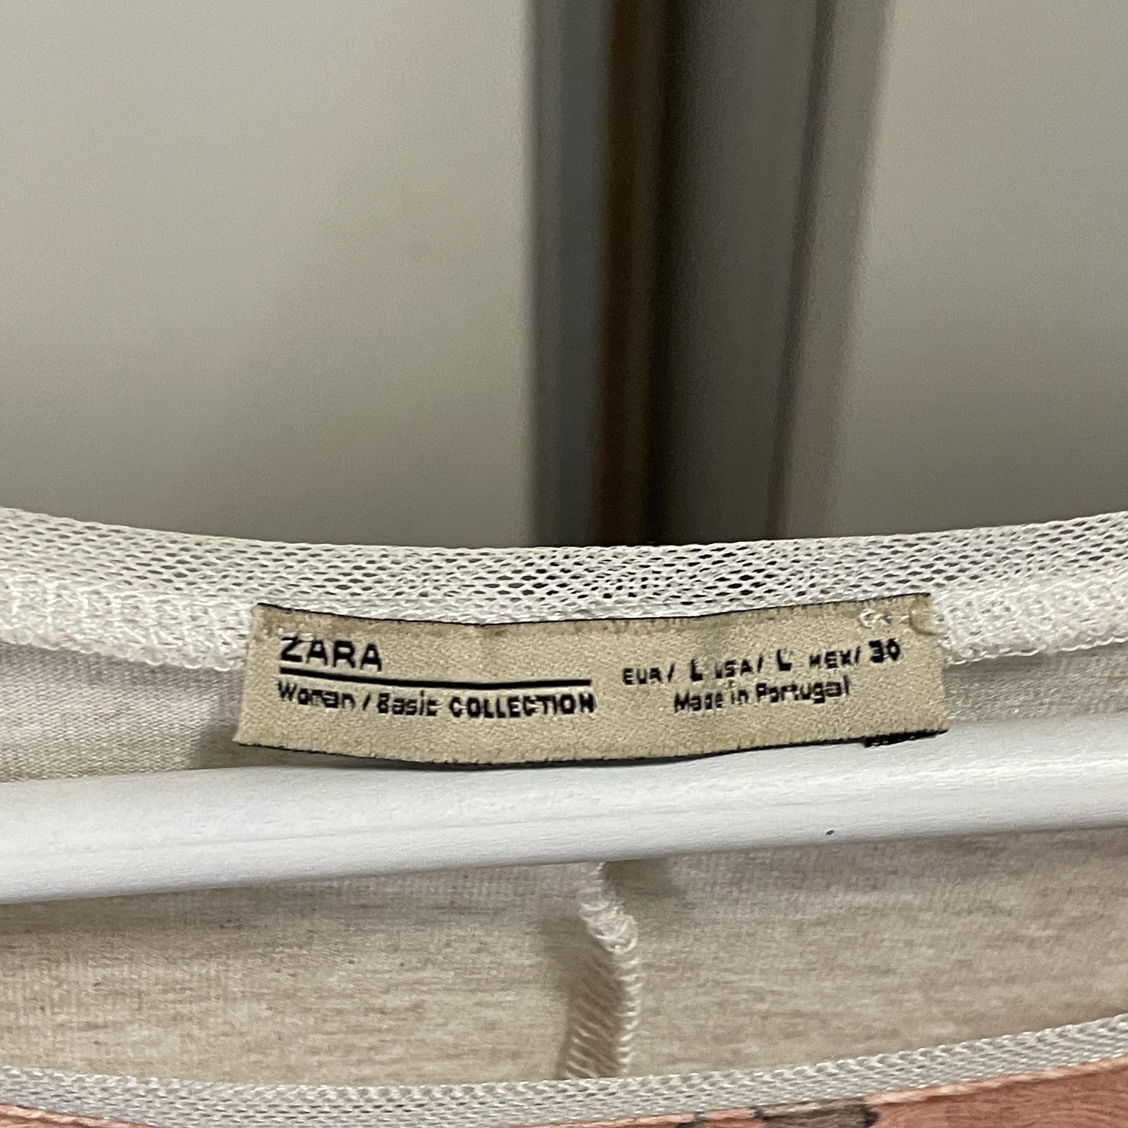 ZARA
Woman / Basic COLLECTION
EUR/ L USA/ L MEX/ 30
Made in Portugal